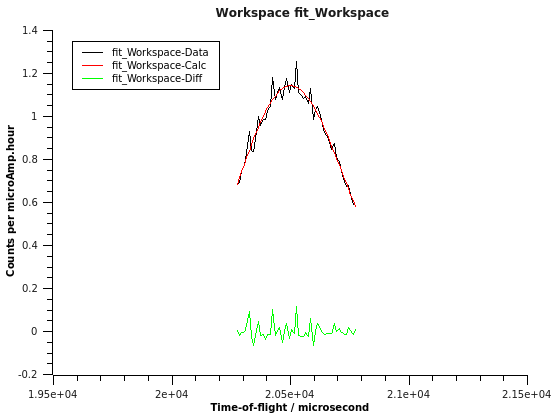 Workspace fit_Workspace
fit_Workspace-Data
fit_Workspace-Calc
fit_Workspace-Diff
Counts per microAmp.hour
1.4
1.2
1
0.8
0.6
0.4
0.2
0
-0.2
1.95e+04
2e+04
2.05e+04
2.1e+04
2.15e+04
Time-of-flight / microsecond